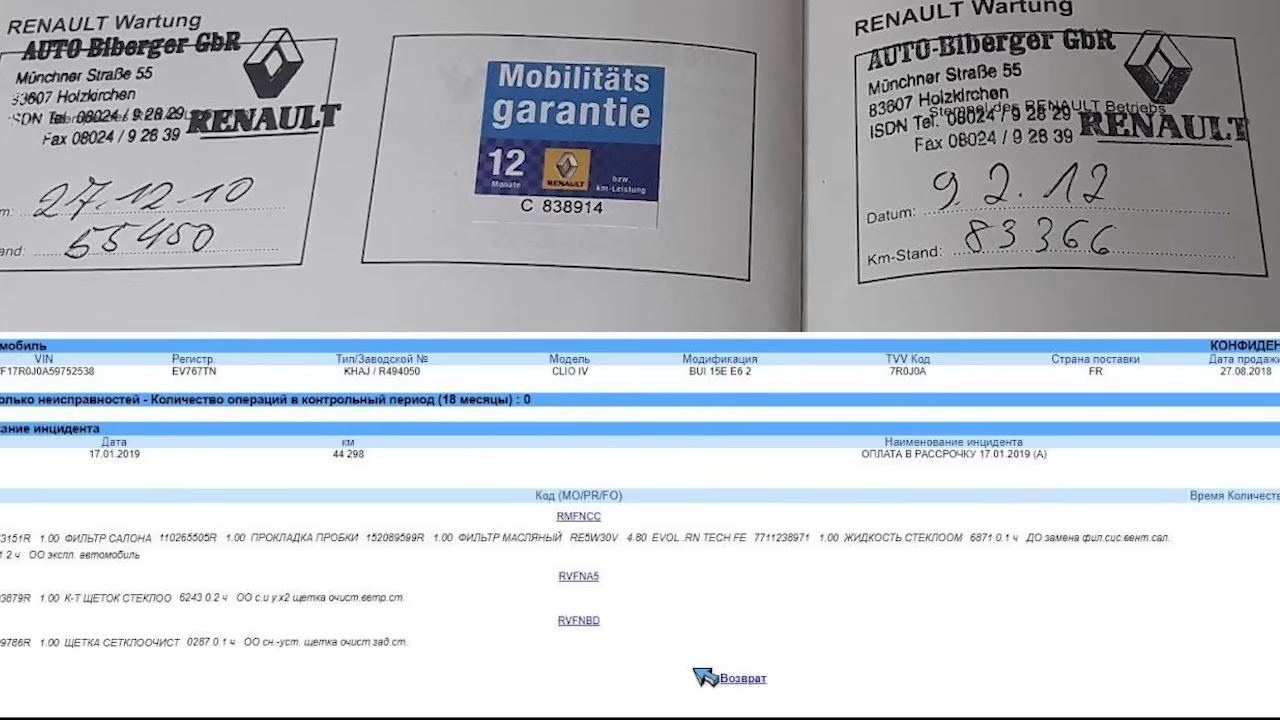 RENAULT Wartung
AUTO-Biberger GbR
Münchner Straße 55
83607 Holzkirchen
ISDN Tel. 08024 / 9 28 29
Fax 08024 / 9 28 39
RENAULT
27.12.10
55450
Mobilitäts
garantie
12
Monate
RENAULT
bzw.
km-Leistung
C 838914
RENAULT Wartung
AUTO-Biberger GbR
Münchner Straße 55
83607 Holzkirchen
Stempel des RENAULT Betriebs
ISDN Tel. 08024 / 9 28 29
Fax 08024 / 9 28 39
RENAULT
Datum: 9.2.12
Km-Stand: 83366
мобиль КОНФИДЕН
VIN Регистр. Тип/Заводской № Модель Модификация TVV Код Страна поставки Дата продажи
F17R0J0A59752538 EV767TN KHAJ / R494050 CLIO IV BUI 15E E6 2 7R0J0A FR 27.08.2018
олько неисправностей - Количество операций в контрольный период (18 месяцы) : 0
ание инцидента
Дата км Наименование инцидента
17.01.2019 44 298 ОПЛАТА В РАССРОЧКУ 17.01.2019 (A)
Код (MO/PR/FO) Время Количеств
RMFNCC
3151R 1.00 ФИЛЬТР САЛОНА 110265505R 1.00 ПРОКЛАДКА ПРОБКИ 152089599R 1.00 ФИЛЬТР МАСЛЯНЫЙ RE5W30V 4.80 EVOL .RN TECH FE 7711238971 1.00 ЖИДКОСТЬ СТЕКЛООМ 6871 0.1 ч ДО замена фил.сис.вент.сал.
1.2 ч ОО экспл. автомобиль
RVFNA5
3879R 1.00 К-Т ЩЕТОК СТЕКЛОО 6243 0.2 ч ОО с.и у.х2 щетка очист.ветр.ст.
RVFNBD
9786R 1.00 ЩЕТКА СЕТКЛООЧИСТ 0287 0.1 ч ОО сн.-уст. щетка очист.зад.ст.
Возврат